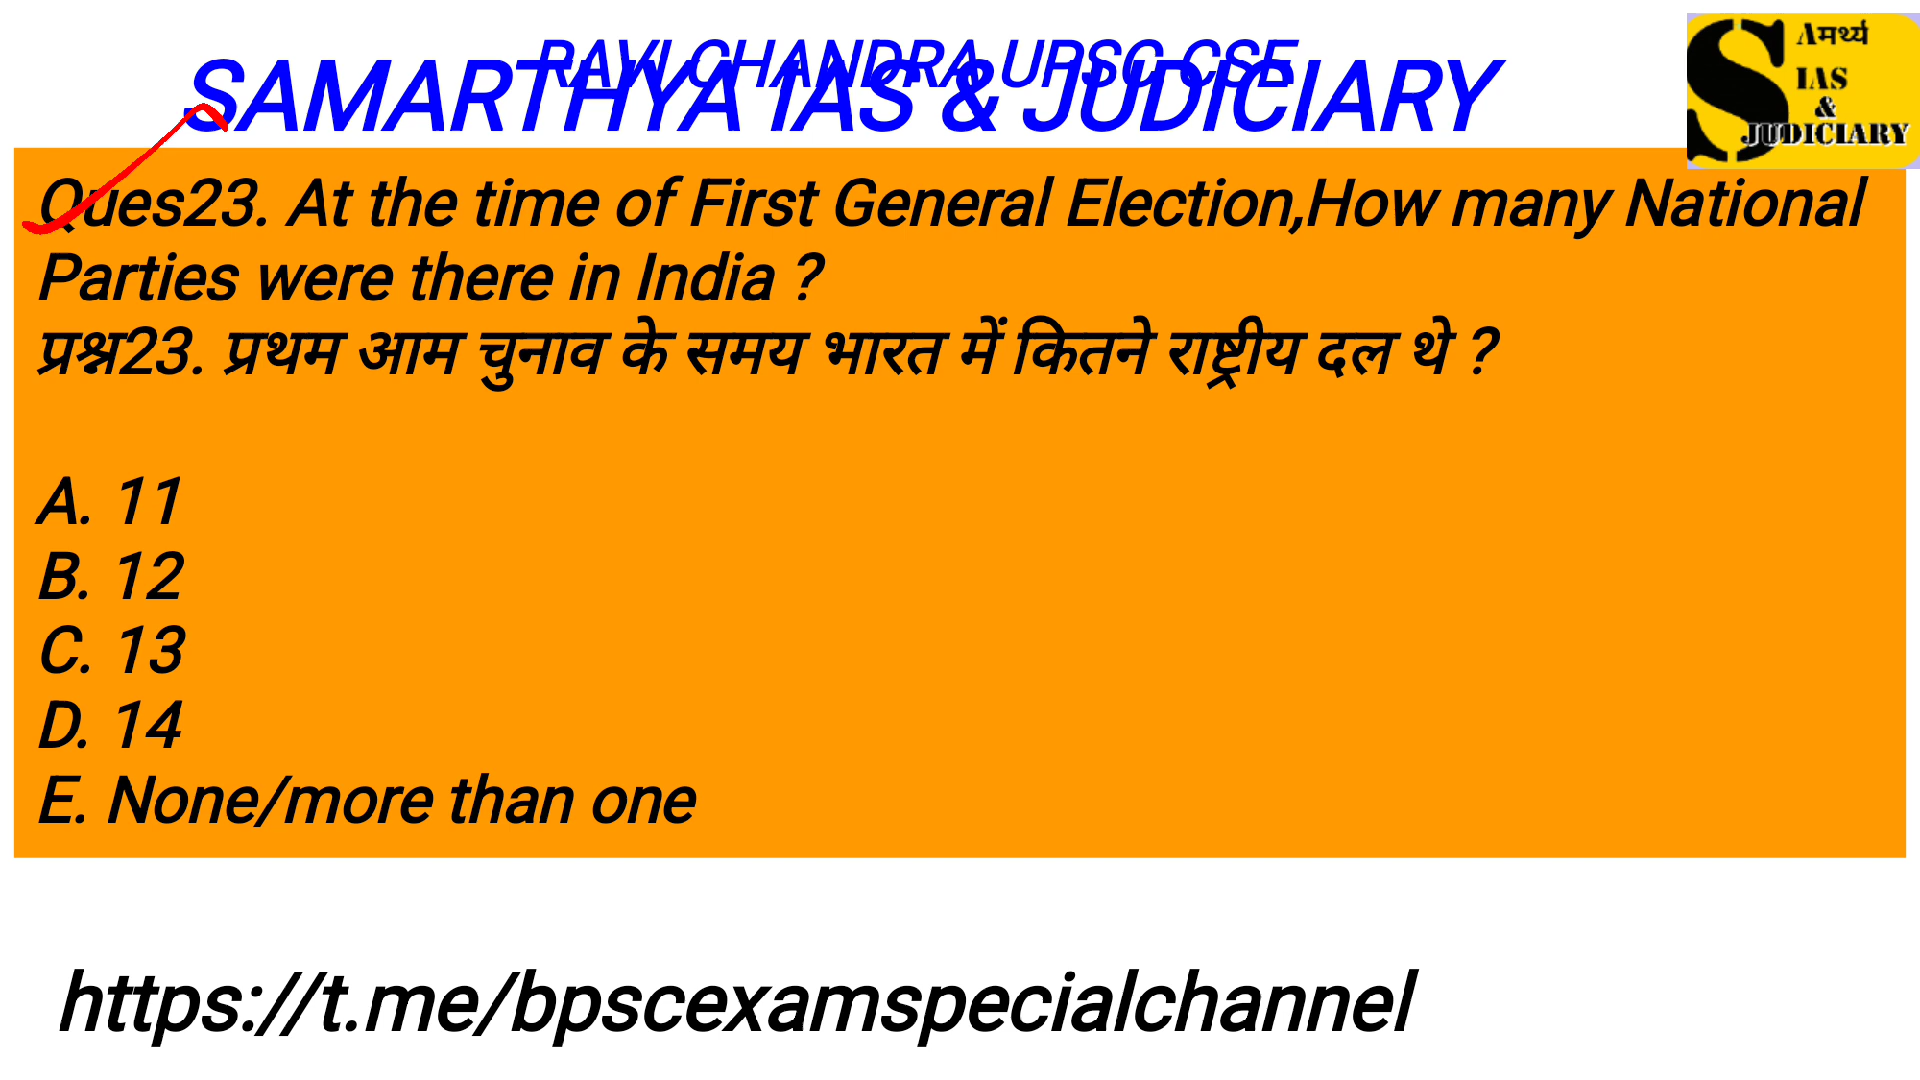 RAVI CHANDRA UPSC CSE
SAMARTHYA IAS & JUDICIARY
Sमर्थ्य
IAS
&
JUDICIARY
Ques23. At the time of First General Election,How many National
Parties were there in India ?
प्रश्न23. प्रथम आम चुनाव के समय भारत में कितने राष्ट्रीय दल थे ?
A. 11
B. 12
C. 13
D. 14
E. None/more than one
https://t.me/bpscexamspecialchannel